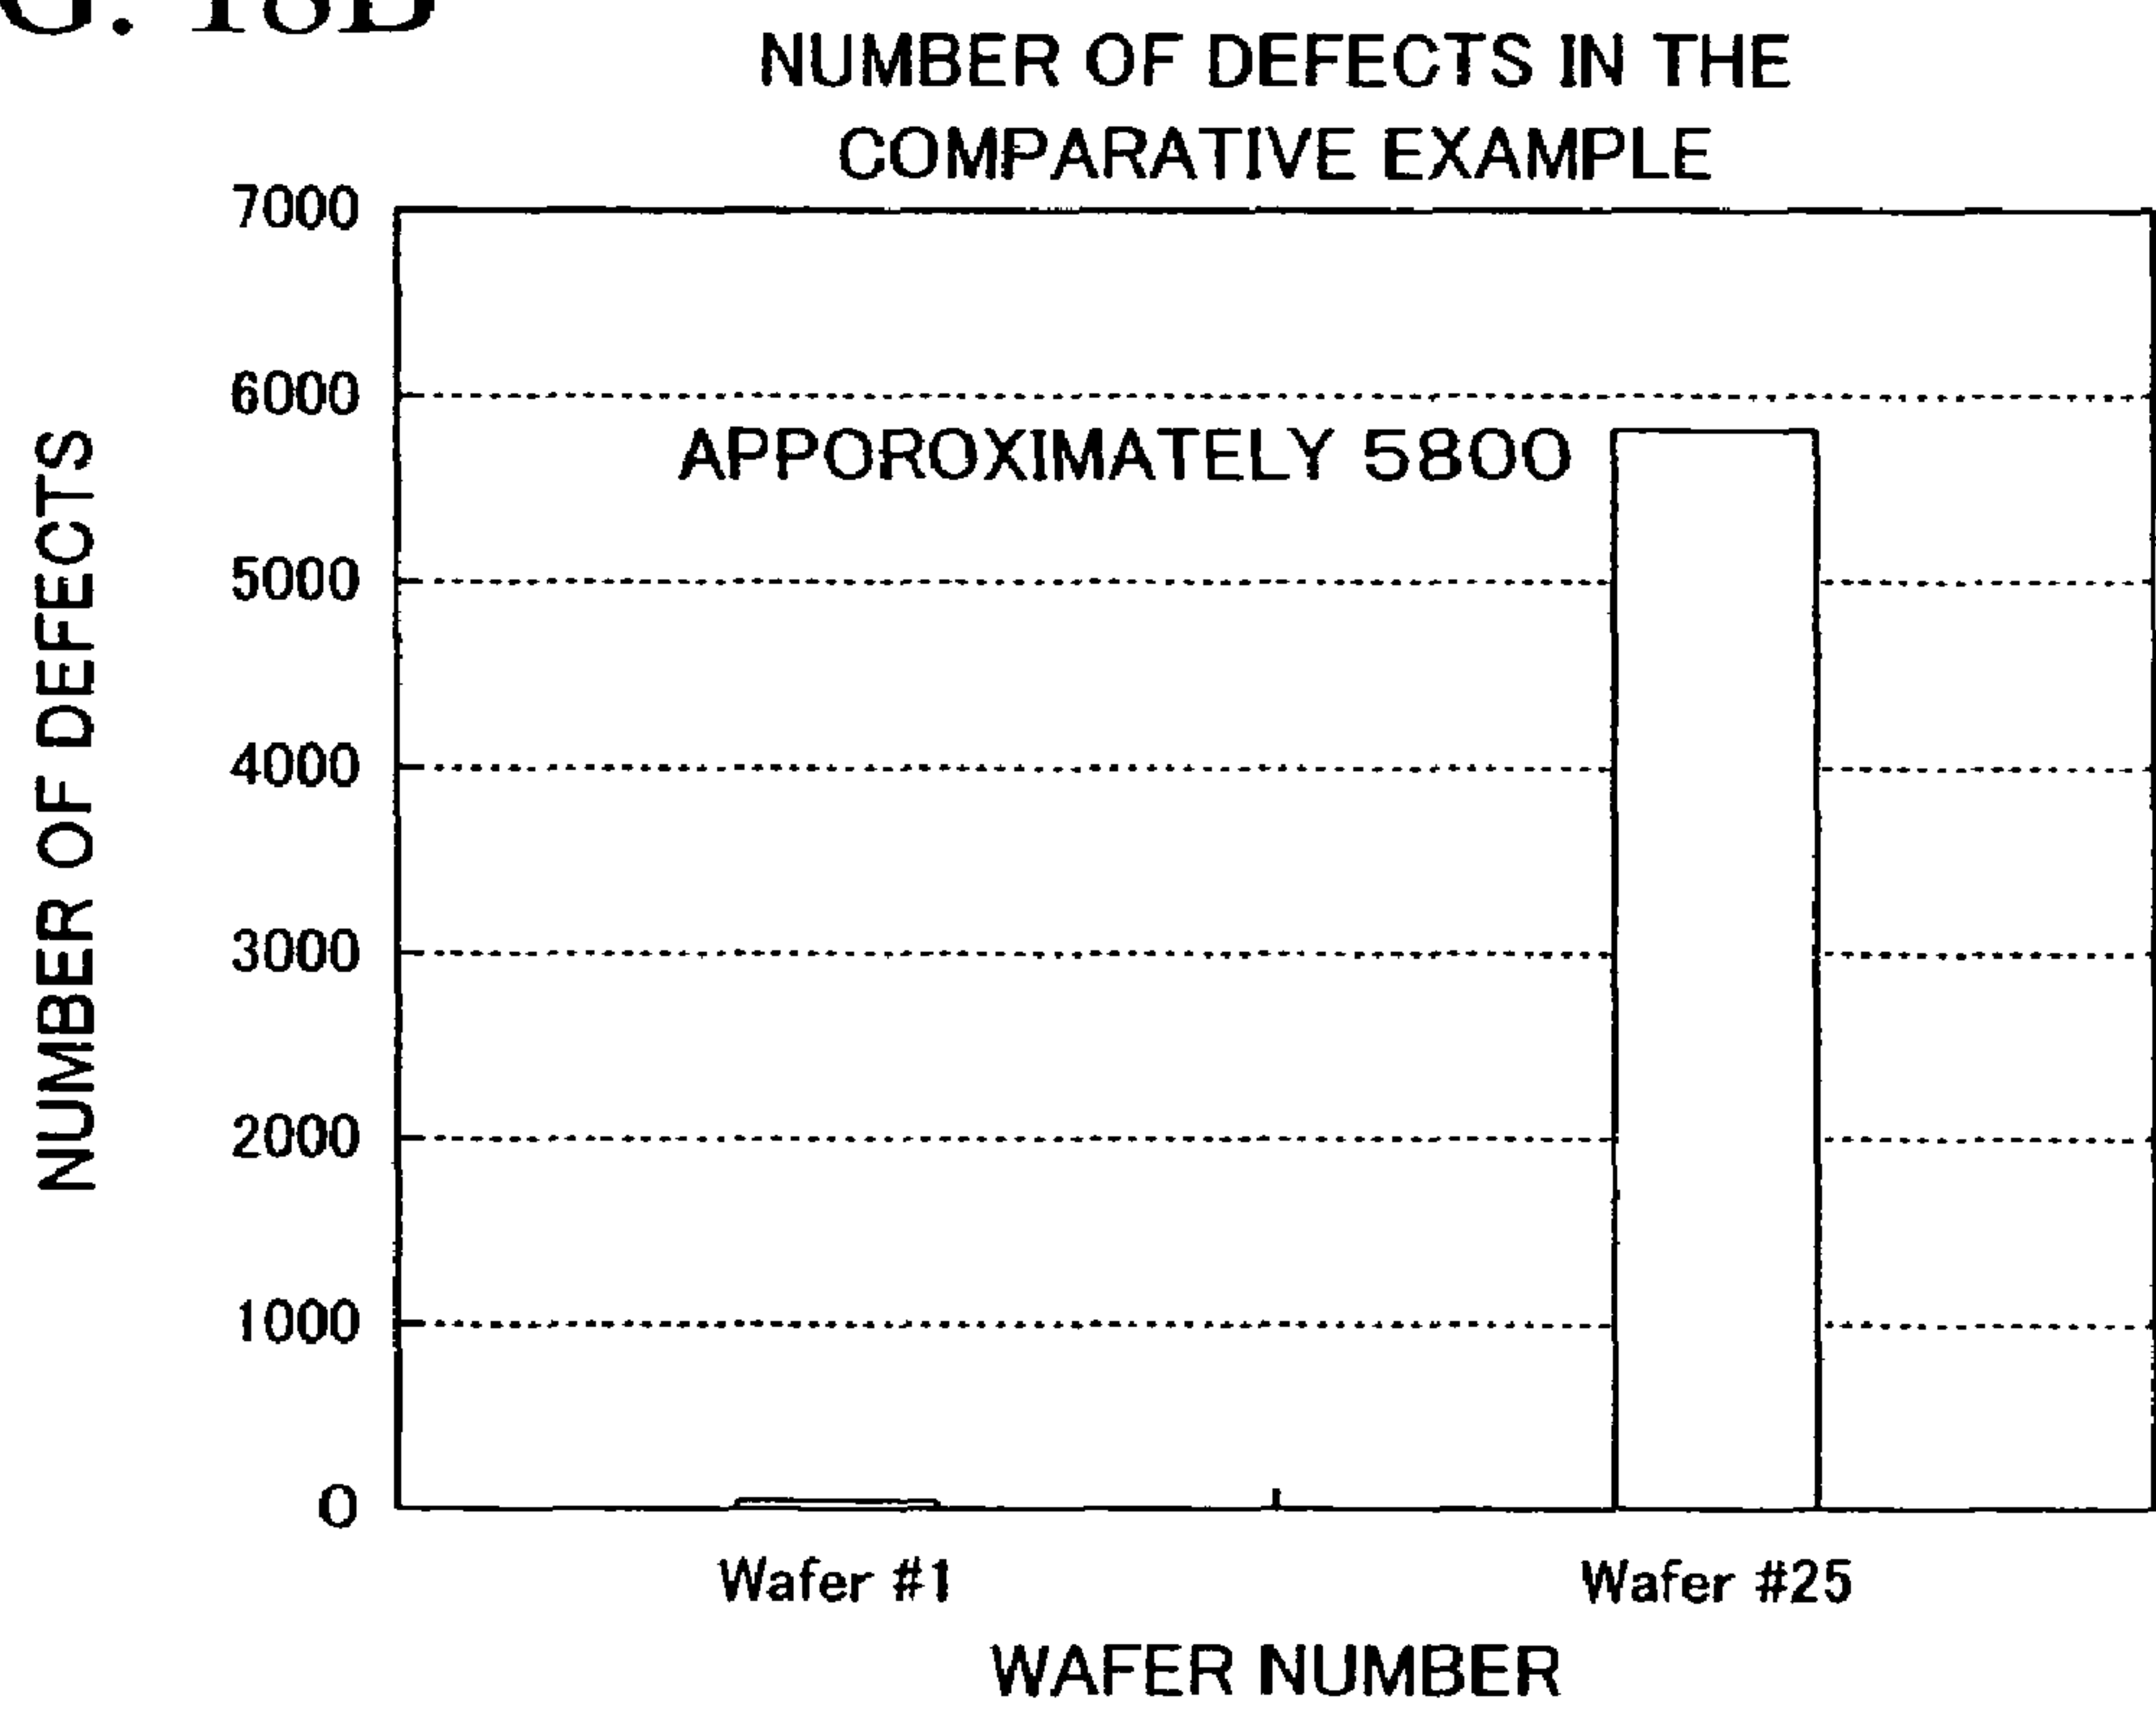 NUMBER OF DEFECTS IN THE
COMPARATIVE EXAMPLE
7000
6000
APPOROXIMATELY 5800
5000
4000
3000
2000
1000
0
NUMBER OF DEFECTS
Wafer #1
Wafer #25
WAFER NUMBER